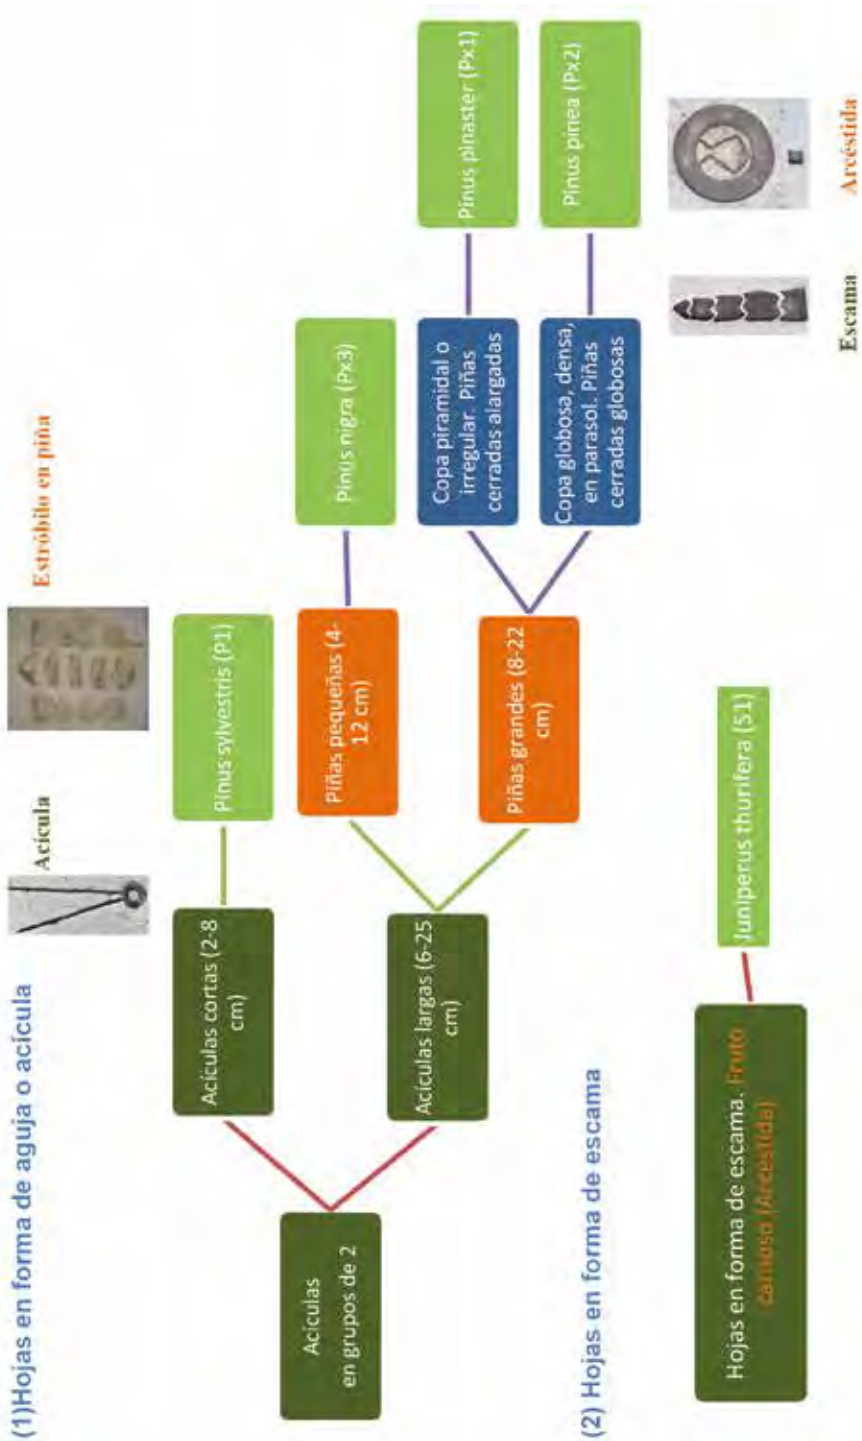 (1)Hojas en forma de aguja o acícula
Acícula
Estróbilo en piña
Acículas
en grupos de 2
Acículas cortas (2-8
cm)
Pinus sylvestris (P1)
Acículas largas (6-25
cm)
Piñas pequeñas (4-
12 cm)
Pinus nigra (Px3)
Piñas grandes (8-22
cm)
Copa piramidal o
irregular. Piñas
cerradas alargadas
Pinus pinaster (Px1)
Copa globosa, densa,
en parasol. Piñas
cerradas globosas
Pinus pinea (Px2)
(2) Hojas en forma de escama
Hojas en forma de escama. Fruto
carnoso (Arcéstida)
Juniperus thurifera (S1)
Escama
Arcéstida